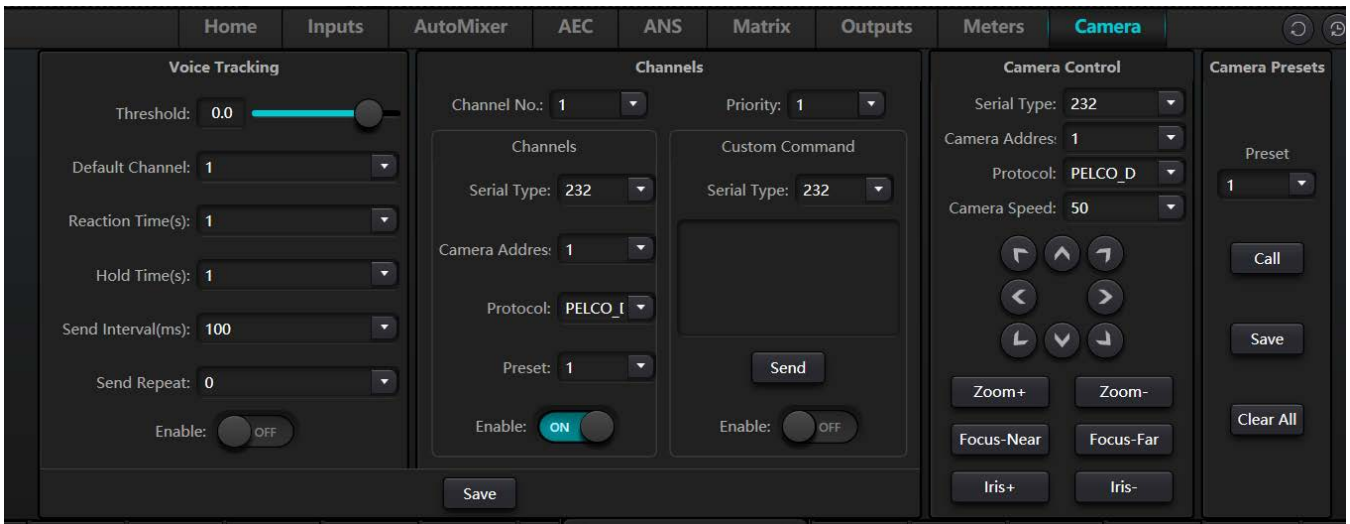 Home Inputs AutoMixer AEC ANS Matrix Outputs Meters Camera
Voice Tracking
Threshold: 0.0
Default Channel: 1
Reaction Time(s): 1
Hold Time(s): 1
Send Interval(ms): 100
Send Repeat: 0
Enable: OFF
Channels
Channel No.: 1
Priority: 1
Channels
Serial Type: 232
Camera Addres
1
Protocol: PELCO_
Preset: 1
Enable: ON
Custom Command
Serial Type: 232
Send
Enable: OFF
Save
Camera Control
Serial Type: 232
Camera Addres
1
Protocol: PELCO_D
Camera Speed: 50
Zoom+ Zoom-
Focus-Near Focus-Far
Iris+ Iris-
Camera Presets
Preset
1
Call
Save
Clear All